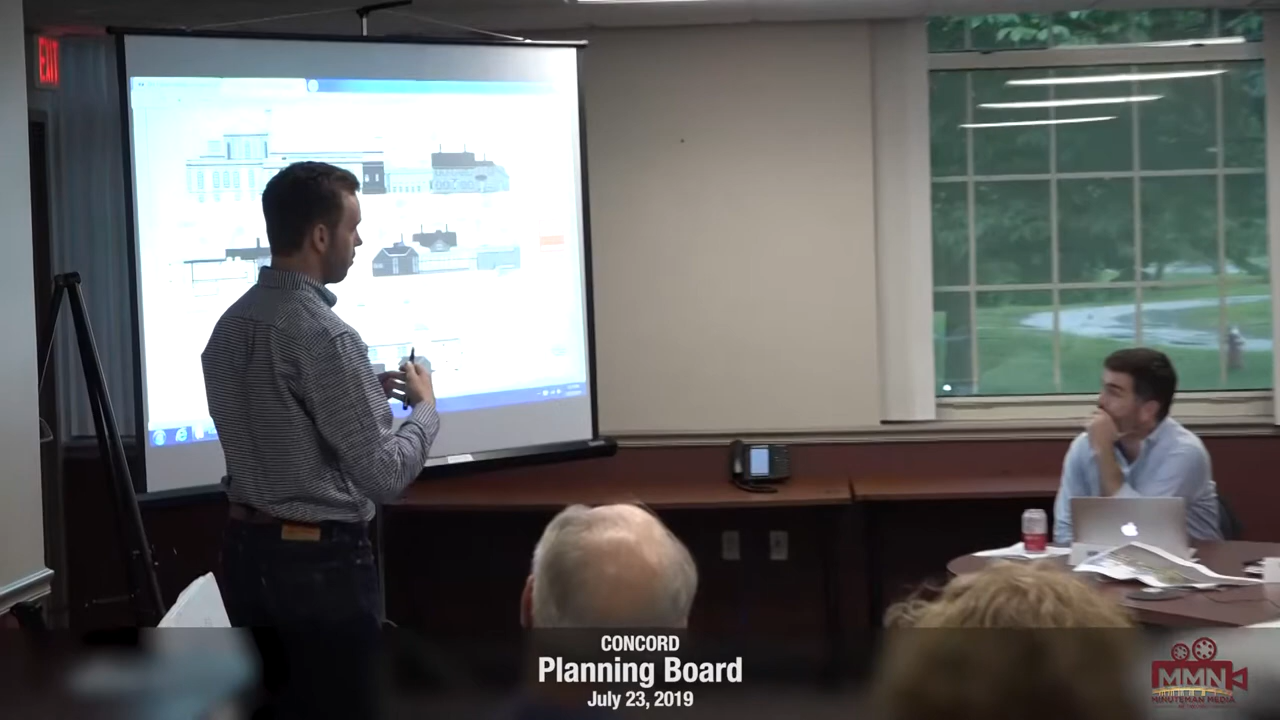 EXIT
CONCORD
Planning Board
July 23, 2019
MMN
MINUTEMAN MEDIA